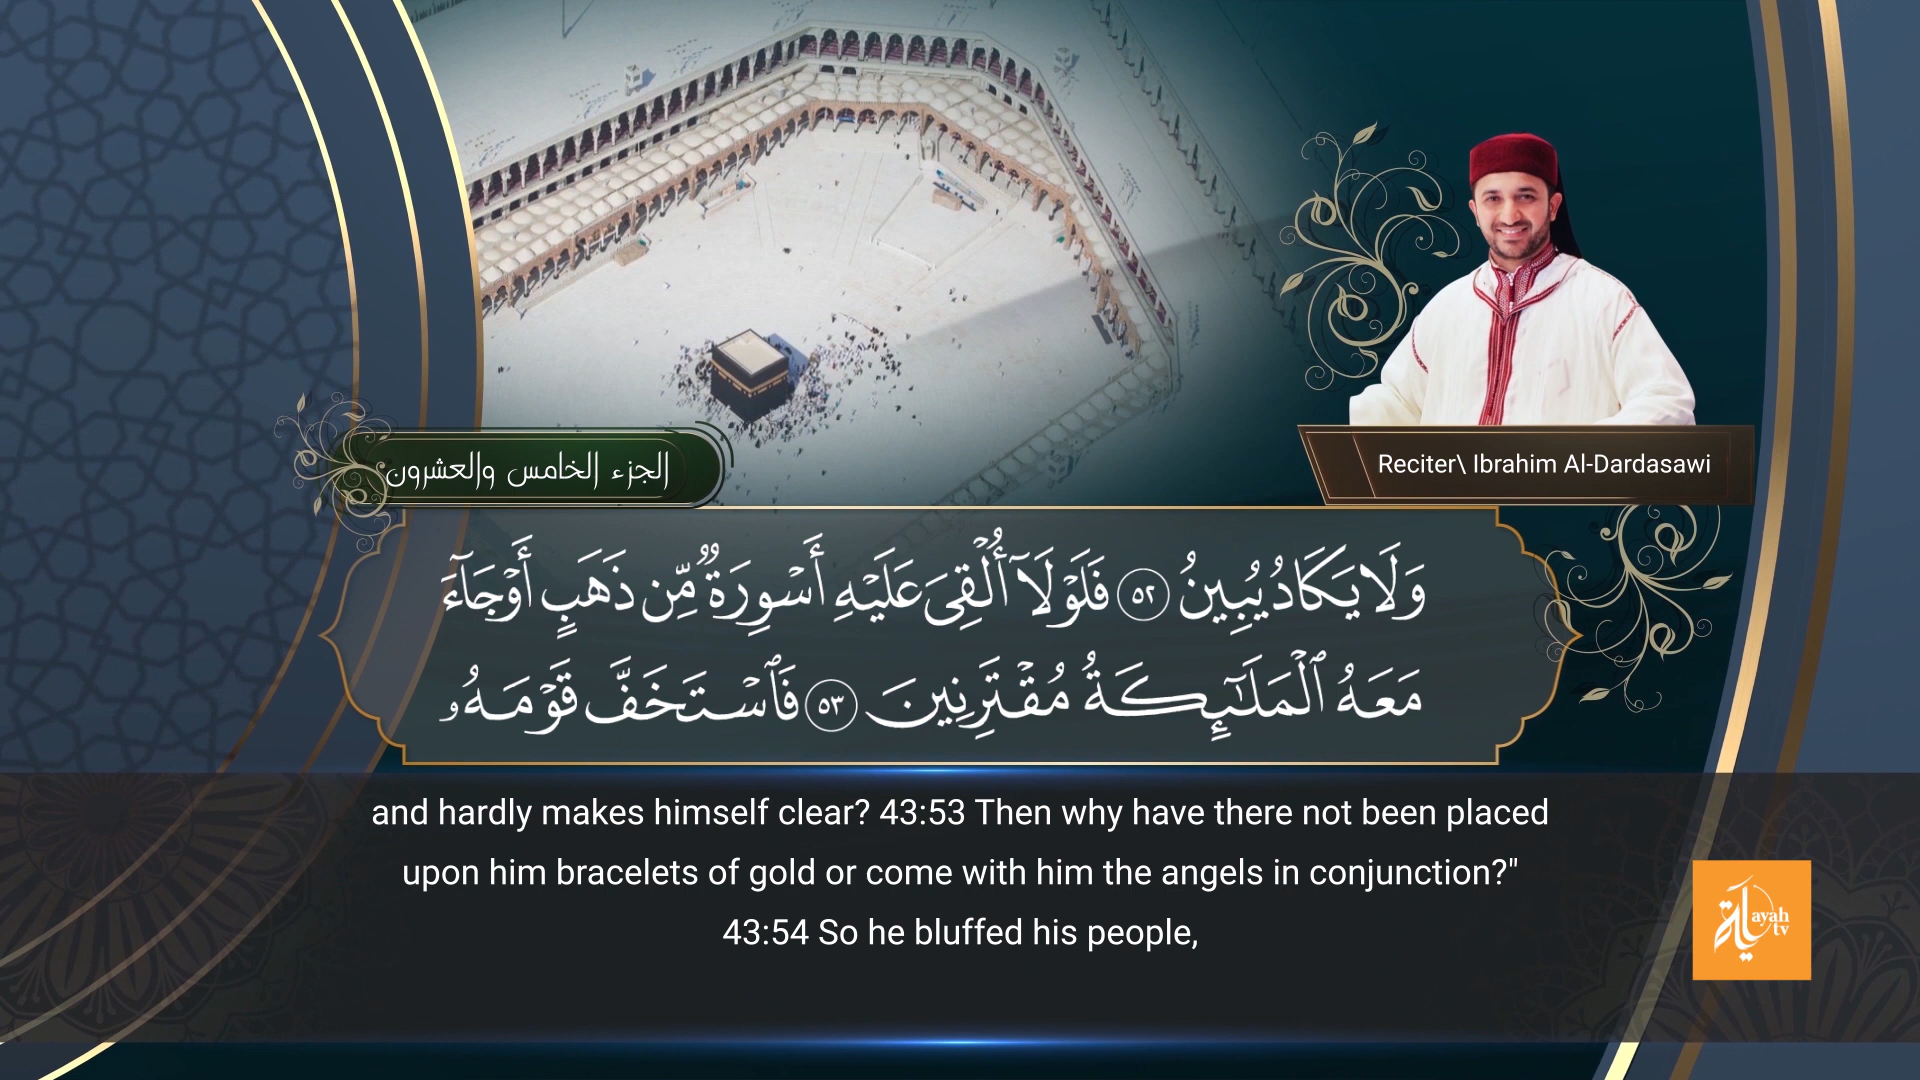 الجزء الخامس والعشرون
Reciter\ Ibrahim Al-Dardasawi
وَلَا يَكَادُ يُبِينُ ٥٢ فَلَوْلَآ أُلْقِىَ عَلَيْهِ أَسْوِرَةٌ مِّن ذَهَبٍ أَوْ جَآءَ
مَعَهُ ٱلْمَلَـٰٓئِكَةُ مُقْتَرِنِينَ ٥٣ فَٱسْتَخَفَّ قَوْمَهُۥ
and hardly makes himself clear? 43:53 Then why have there not been placed
upon him bracelets of gold or come with him the angels in conjunction?"
43:54 So he bluffed his people,
آية
ayah
tv